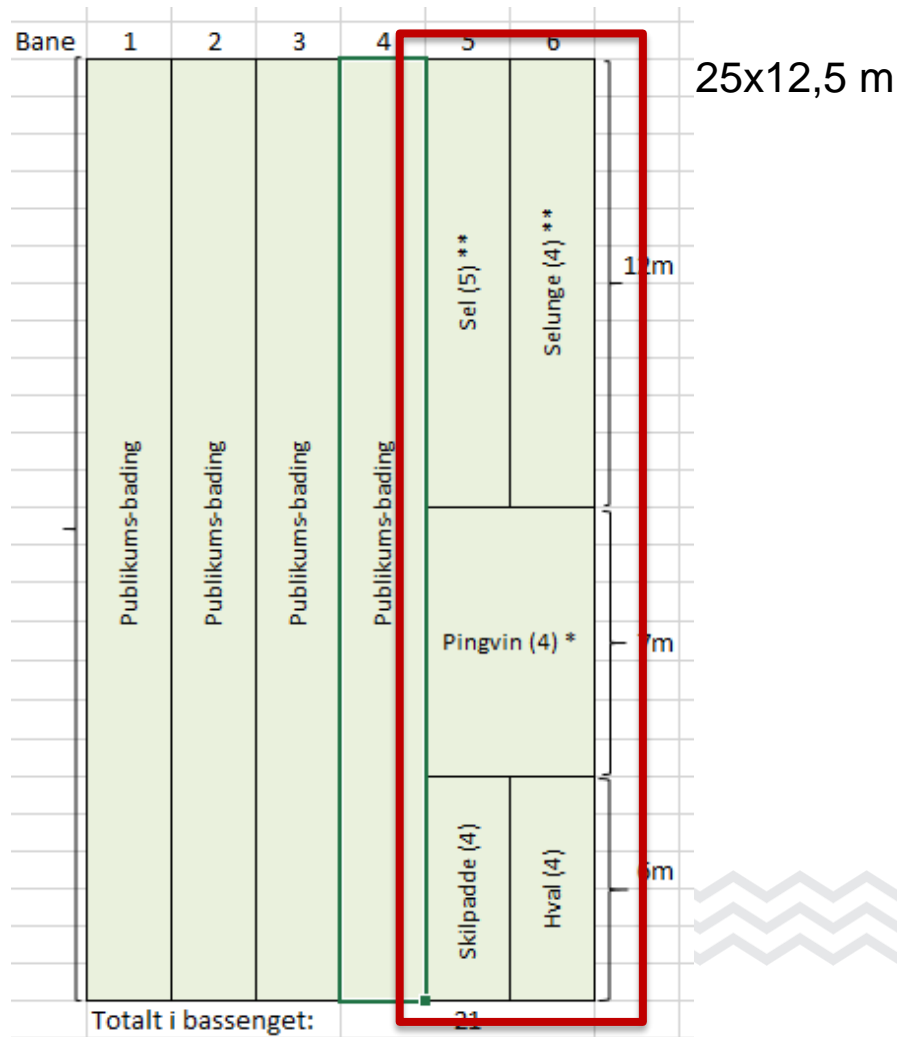 Bane 1 2 3 4 5 6
25x12,5 m
Publikums-bading
Publikums-bading
Publikums-bading
Publikums-bading
Sel (5) **
Selunge (4) **
12m
Pingvin (4) *
7m
Skilpadde (4)
Hval (4)
6m
Totalt i bassenget: 21